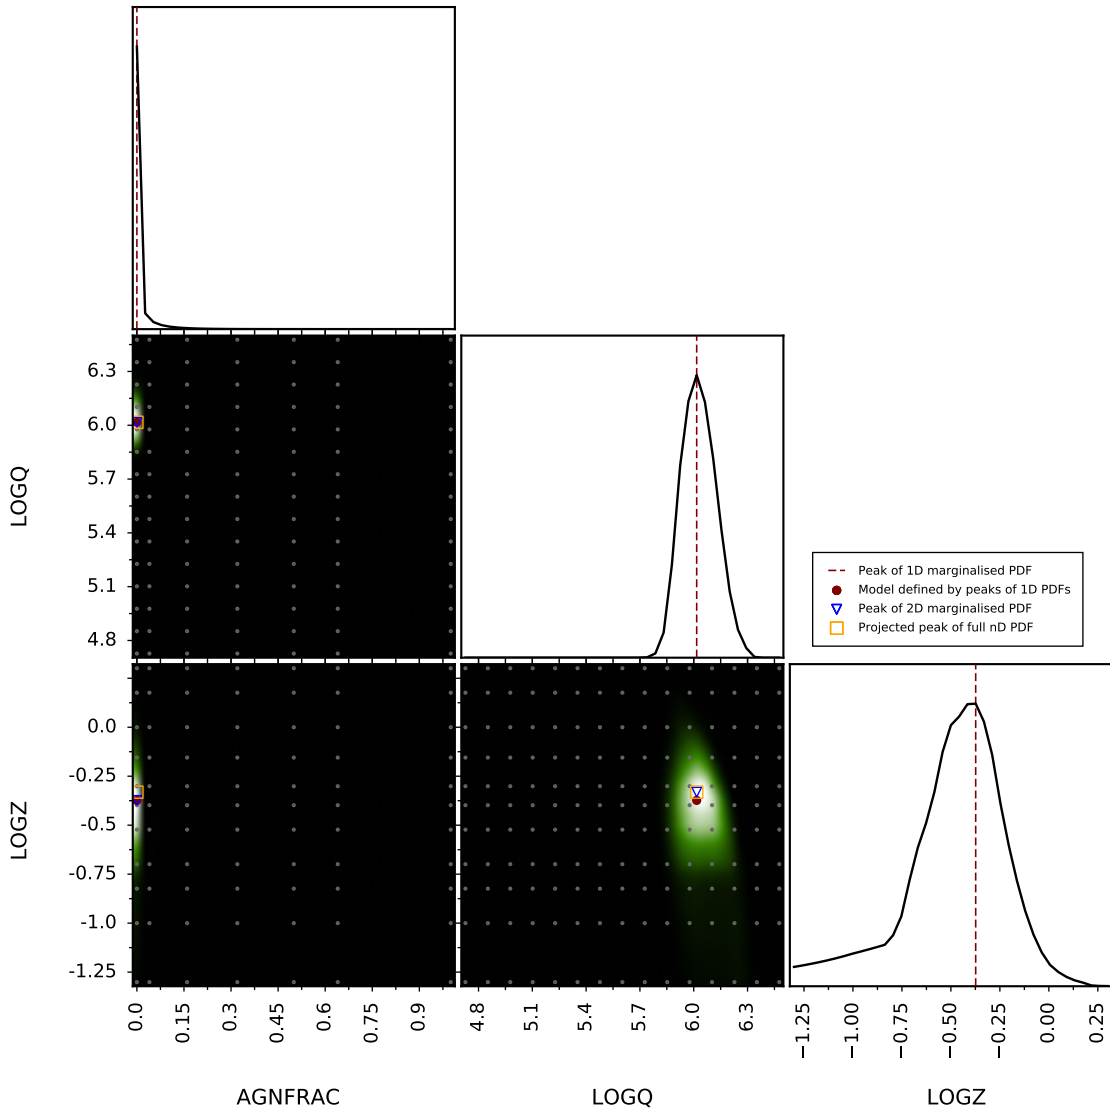 6.3
6.0
5.7
5.4
5.1
4.8
LOGQ
Peak of 1D marginalised PDF
Model defined by peaks of 1D PDFs
Peak of 2D marginalised PDF
Projected peak of full nD PDF
0.0
-0.25
-0.5
-0.75
-1.0
-1.25
LOGZ
0.0 0.15 0.3 0.45 0.6 0.75 0.9
4.8 5.1 5.4 5.7 6.0 6.3
−1.25 −1.00 −0.75 −0.50 −0.25 0.00 0.25
AGNFRAC LOGQ LOGZ